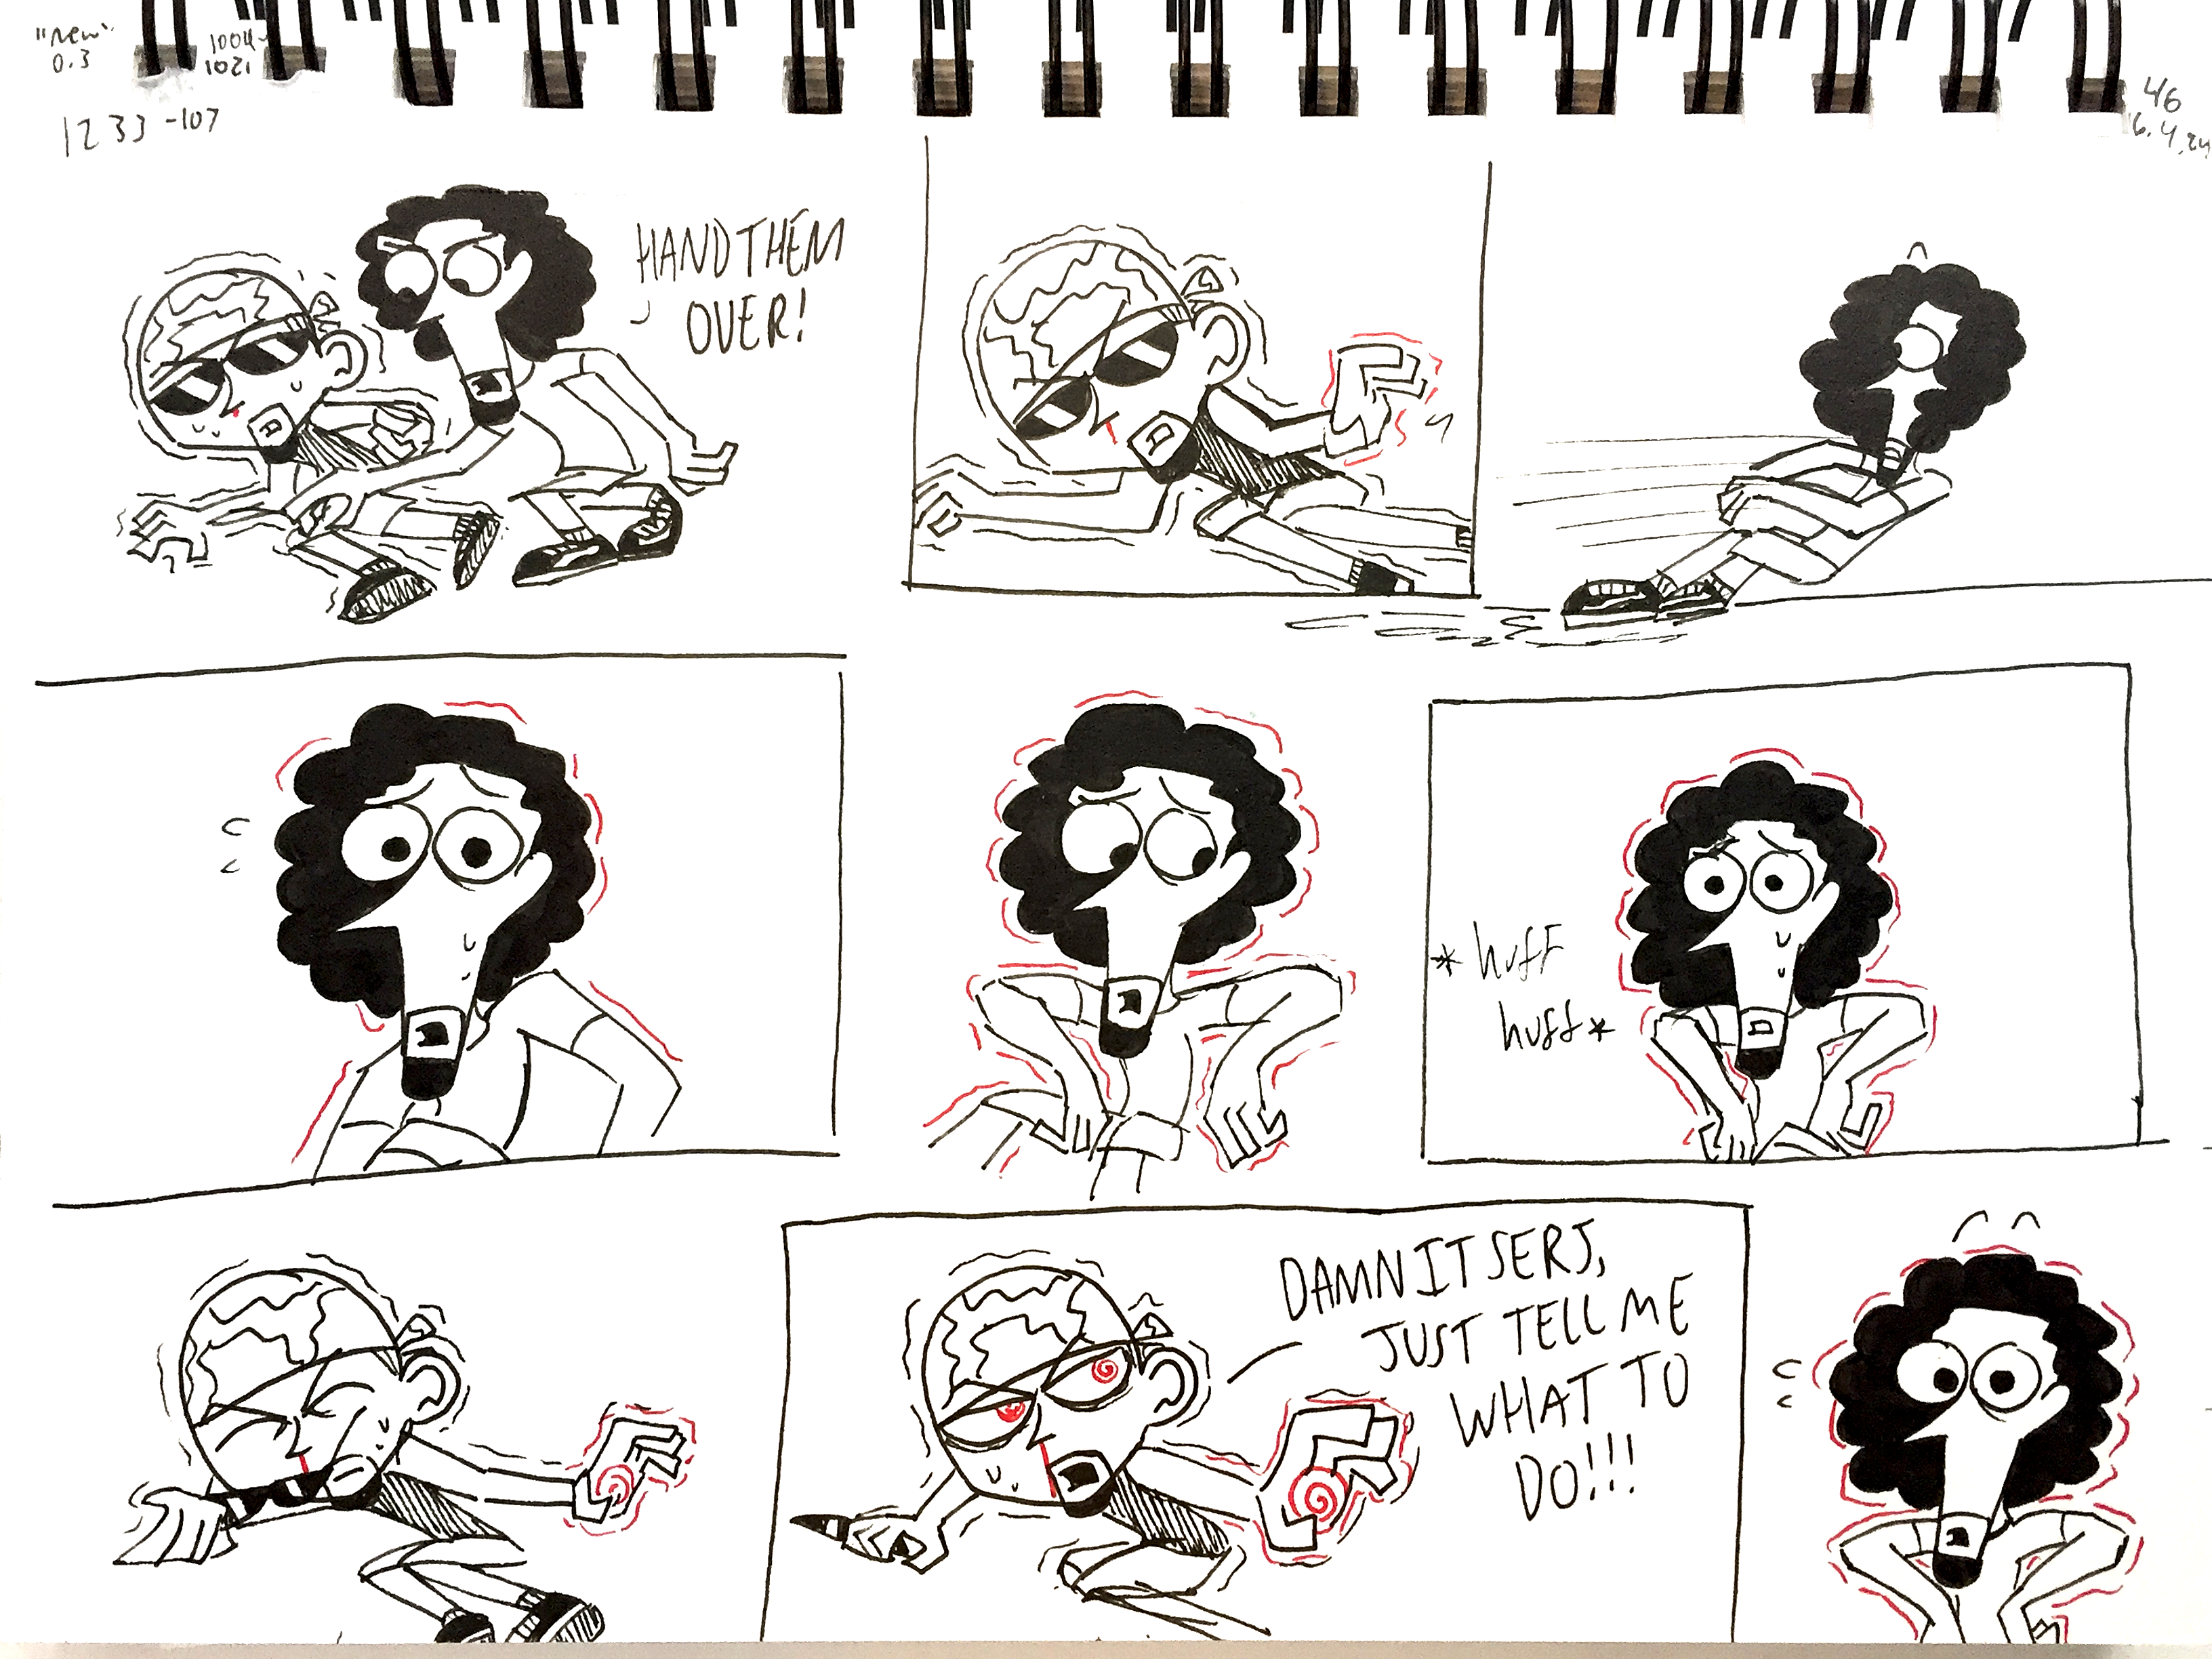 "new"
0.3
1004-
1021
1233 -107
46
16.4.24
HAND THEM
OVER!
*huff
huff*
DAMNIT SERJ,
JUST TELL ME
WHAT TO
DO!!!